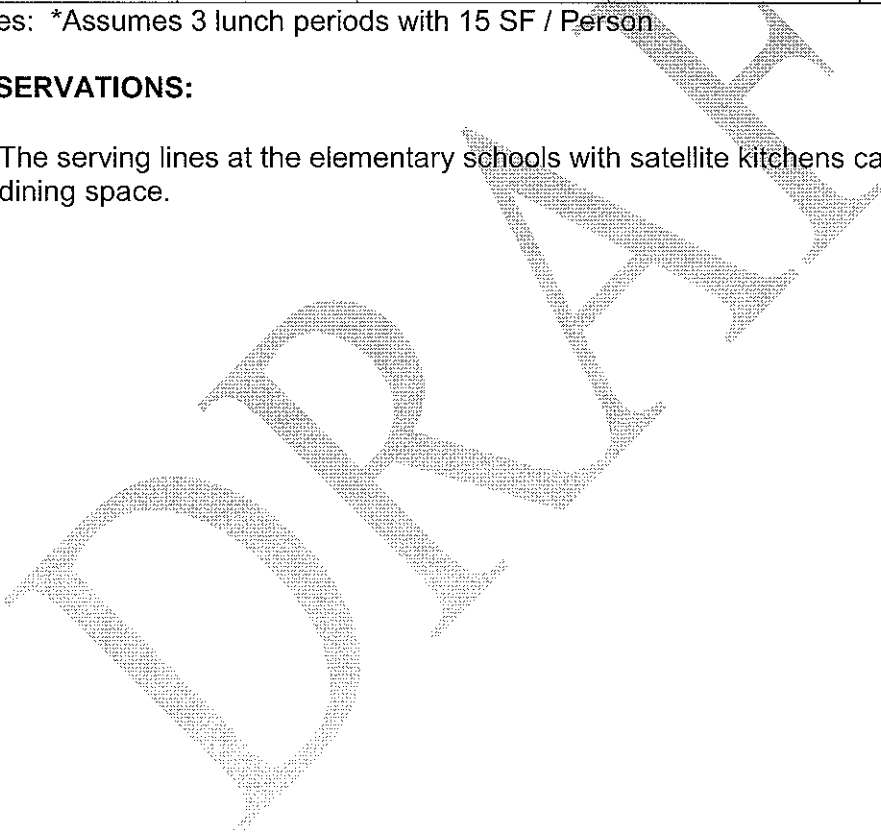 es: *Assumes 3 lunch periods with 15 SF / Person
SERVATIONS:
The serving lines at the elementary schools with satellite kitchens ca
dining space.
DRAF